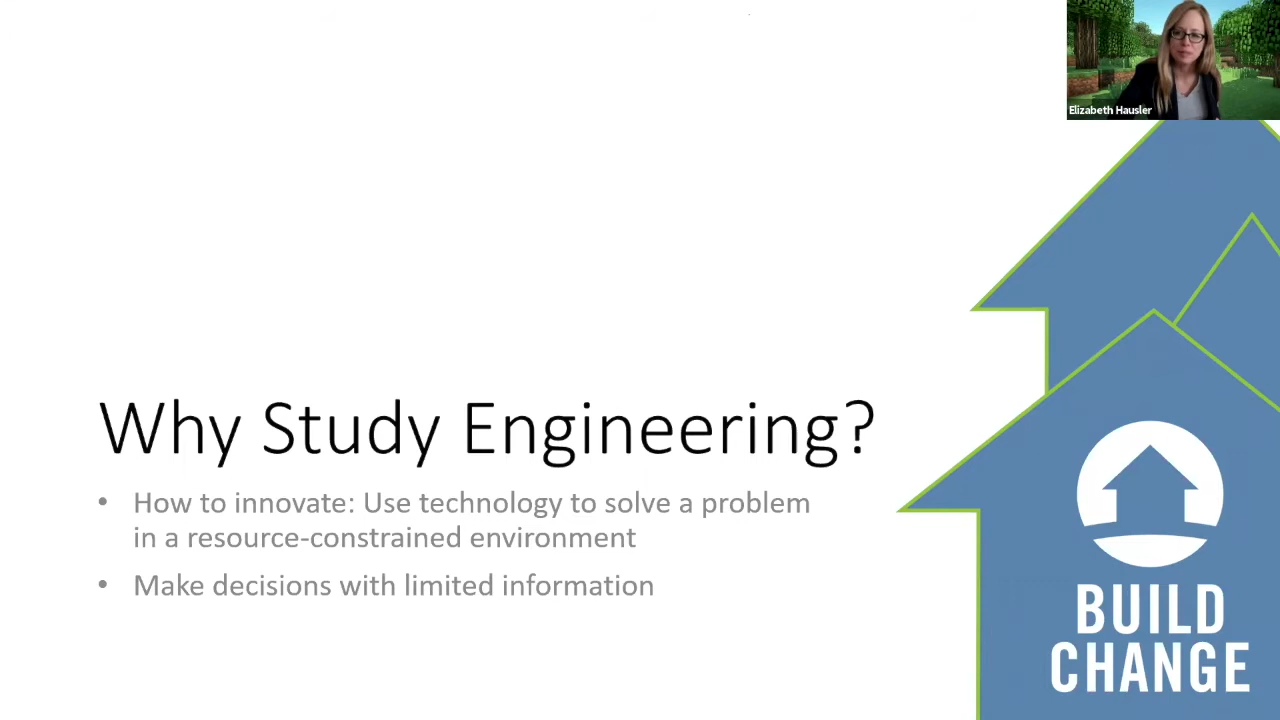 Elizabeth Hausler
Why Study Engineering?
• How to innovate: Use technology to solve a problem
in a resource-constrained environment
• Make decisions with limited information
BUILD
CHANGE